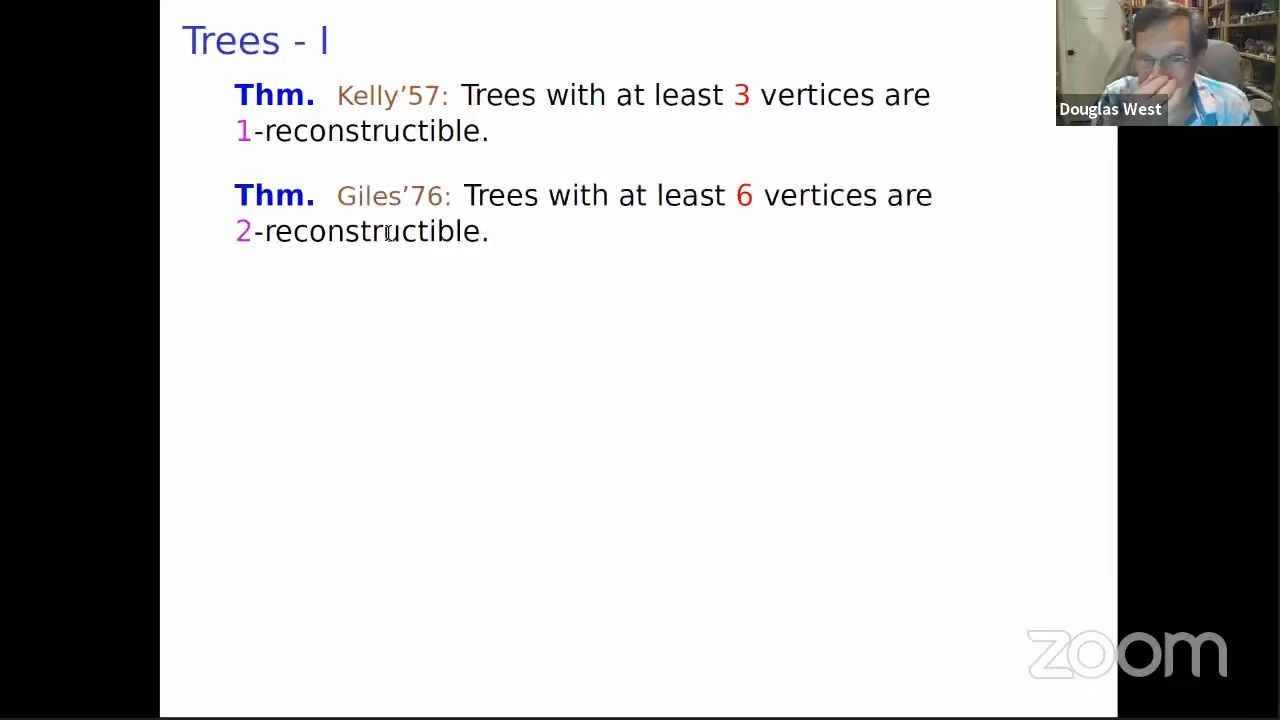 Trees - I
Thm. Kelly’57: Trees with at least 3 vertices are
1-reconstructible.
Thm. Giles’76: Trees with at least 6 vertices are
2-reconstructible.
Douglas West
zoom